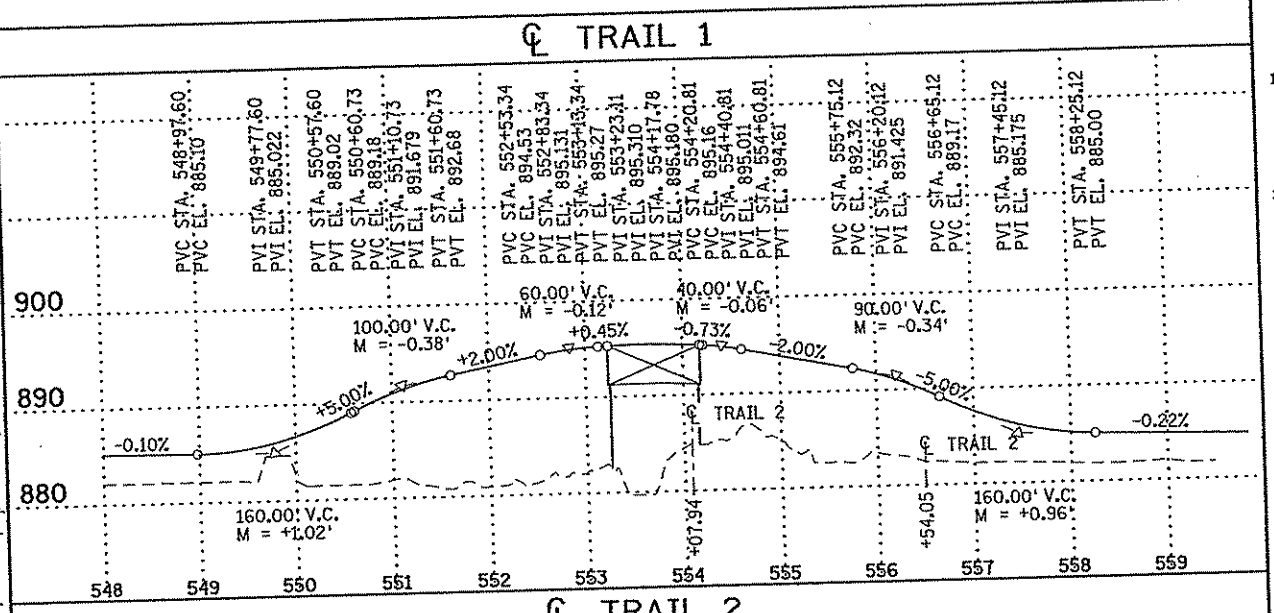 ℄ TRAIL 1
PVC STA. 548+97.60
PVC EL. 885.10
PVI STA. 549+77.60
PVI EL. 885.022
PVT STA. 550+57.60
PVT EL. 889.02
PVC STA. 550+60.73
PVC EL. 889.18
PVI STA. 551+10.73
PVI EL. 891.679
PVT STA. 551+60.73
PVT EL. 892.68
PVC STA. 552+53.34
PVC EL. 894.53
PVI STA. 552+83.34
PVI EL. 895.131
PVT STA. 553+13.34
PVT EL. 895.27
PVI STA. 553+23.11
PVI EL. 895.310
PVI STA. 554+17.78
PVI EL. 895.180
PVC STA. 554+20.81
PVC EL. 895.16
PVI STA. 554+40.81
PVI EL. 895.011
PVT STA. 554+60.81
PVT EL. 894.61
PVC STA. 555+75.12
PVC EL. 892.32
PVI STA. 556+20.12
PVI EL. 891.425
PVC STA. 556+65.12
PVC EL. 889.17
PVI STA. 557+45.12
PVI EL. 885.175
PVT STA. 558+25.12
PVT EL. 885.00
900
60.00' V.C.
M = -0.12'
40.00' V.C.
M = -0.06'
100.00' V.C.
M = -0.38'
90.00' V.C.
M = -0.34'
+0.45%
-0.73%
+2.00%
-2.00%
890
+5.00%
-5.00%
℄ TRAIL 2
-0.10%
-0.22%
℄ TRAIL 2
880
160.00' V.C.
M = +1.02'
+07.94
+54.05
160.00' V.C.
M = +0.96'
548 549 550 551 552 553 554 555 556 557 558 559
℄ TRAIL 2